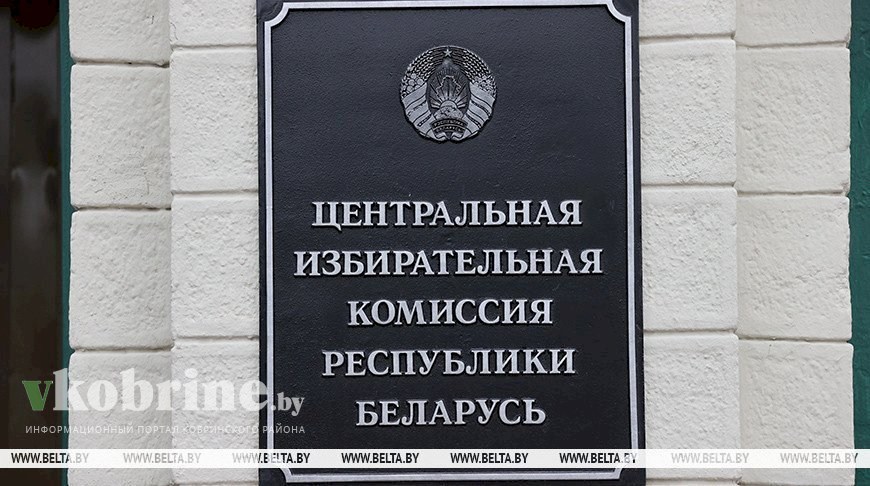 ЦЕНТРАЛЬНАЯ
ИЗБИРАТЕЛЬНАЯ
КОМИССИЯ
РЕСПУБЛИКИ
БЕЛАРУСЬ
vkobrine.by
ИНФОРМАЦИОННЫЙ ПОРТАЛ КОБРИНСКОГО РАЙОНА
WWW.BELTA.BY WWW.BELTA.BY WWW.BELTA.BY WWW.BELTA.BY WWW.BELTA.BY WWW.BELTA.BY WWW.BELTA.BY WWW.BELTA.BY